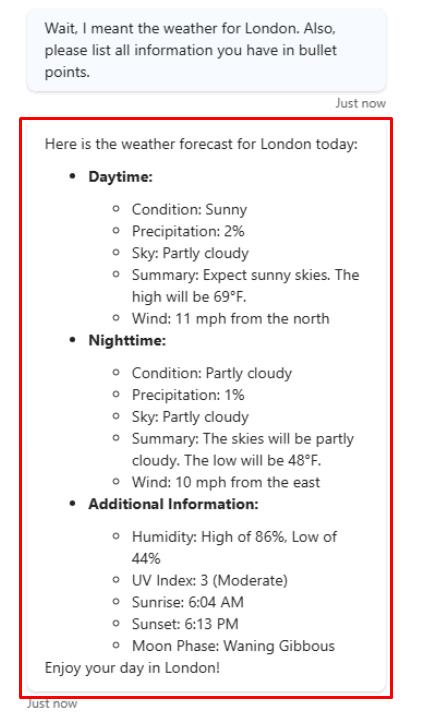 Wait, I meant the weather for London. Also,
please list all information you have in bullet
points.
Just now
Here is the weather forecast for London today:
• Daytime:
○ Condition: Sunny
○ Precipitation: 2%
○ Sky: Partly cloudy
○ Summary: Expect sunny skies. The
high will be 69°F.
○ Wind: 11 mph from the north
• Nighttime:
○ Condition: Partly cloudy
○ Precipitation: 1%
○ Sky: Partly cloudy
○ Summary: The skies will be partly
cloudy. The low will be 48°F.
○ Wind: 10 mph from the east
• Additional Information:
○ Humidity: High of 86%, Low of
44%
○ UV Index: 3 (Moderate)
○ Sunrise: 6:04 AM
○ Sunset: 6:13 PM
○ Moon Phase: Waning Gibbous
Enjoy your day in London!
Just now